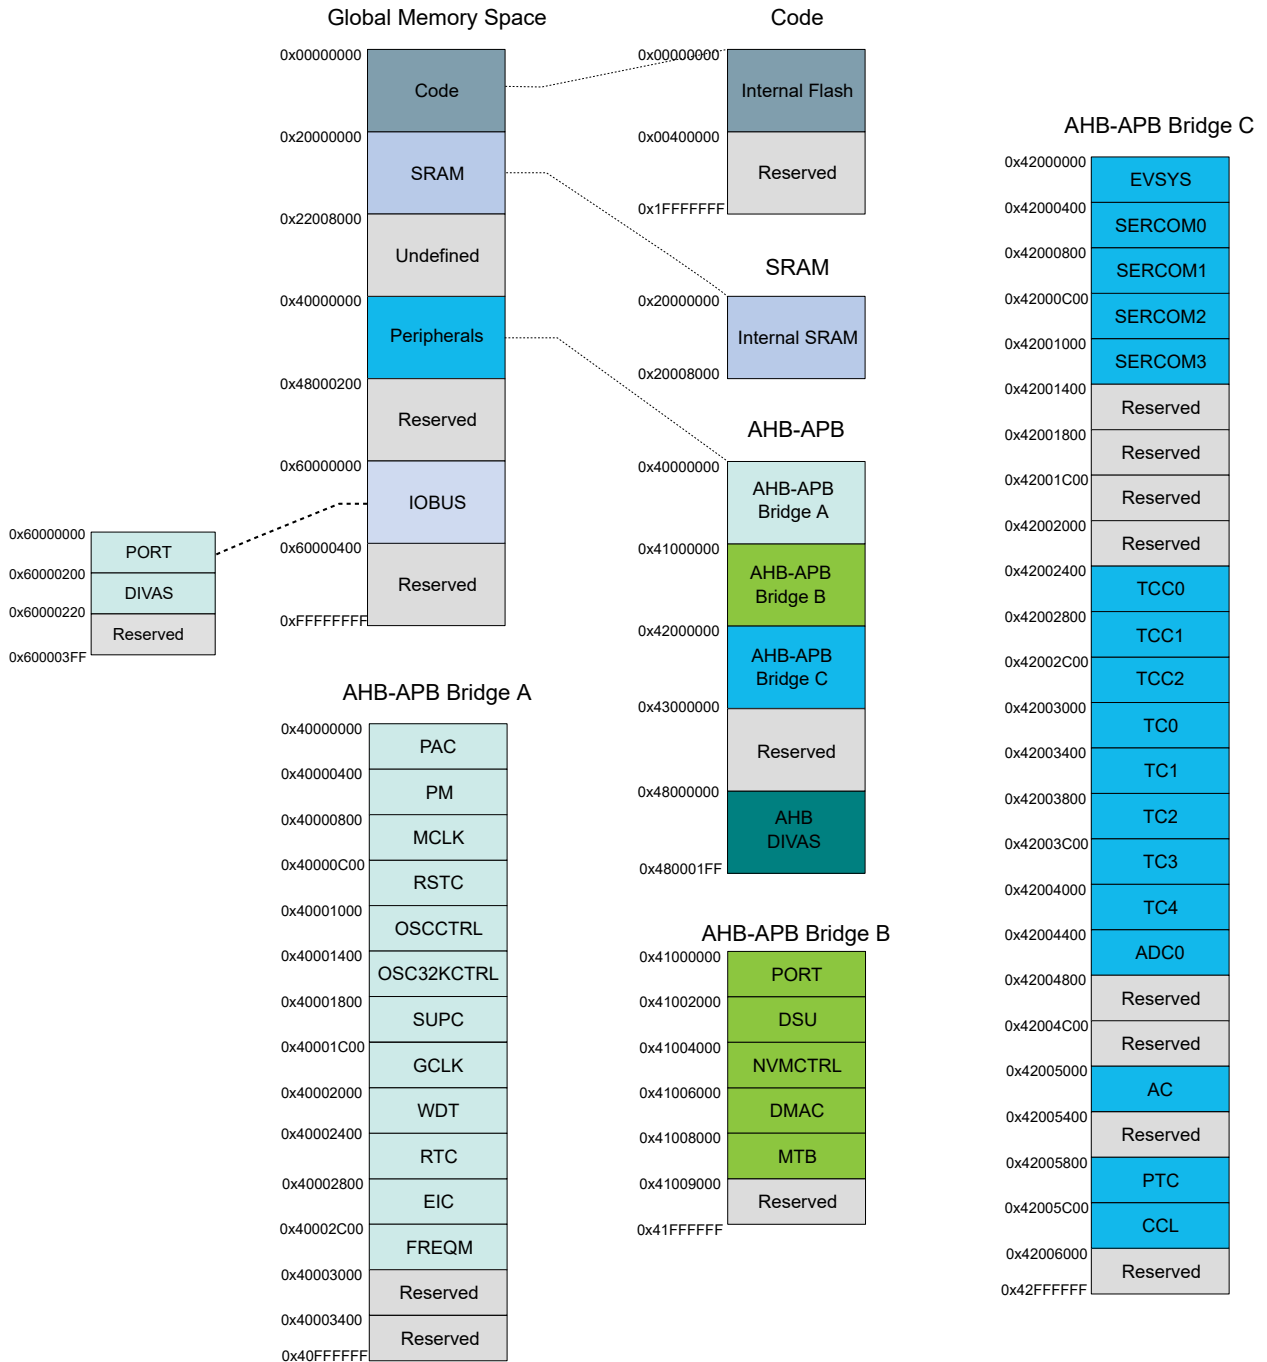 Global Memory Space
0x00000000
Code
0x20000000
SRAM
0x22008000
Undefined
0x40000000
Peripherals
0x48000200
Reserved
0x60000000
IOBUS
0x60000400
Reserved
0xFFFFFFFF
0x60000000
PORT
0x60000200
DIVAS
0x60000220
Reserved
0x600003FF
Code
0x00000000
Internal Flash
0x00400000
Reserved
0x1FFFFFFF
SRAM
0x20000000
Internal SRAM
0x20008000
AHB-APB
0x40000000
AHB-APB
Bridge A
0x41000000
AHB-APB
Bridge B
0x42000000
AHB-APB
Bridge C
0x43000000
Reserved
0x48000000
AHB
DIVAS
0x480001FF
AHB-APB Bridge A
0x40000000
PAC
0x40000400
PM
0x40000800
MCLK
0x40000C00
RSTC
0x40001000
OSCCTRL
0x40001400
OSC32KCTRL
0x40001800
SUPC
0x40001C00
GCLK
0x40002000
WDT
0x40002400
RTC
0x40002800
EIC
0x40002C00
FREQM
0x40003000
Reserved
0x40003400
Reserved
0x40FFFFFF
AHB-APB Bridge B
0x41000000
PORT
0x41002000
DSU
0x41004000
NVMCTRL
0x41006000
DMAC
0x41008000
MTB
0x41009000
Reserved
0x41FFFFFF
AHB-APB Bridge C
0x42000000
EVSYS
0x42000400
SERCOM0
0x42000800
SERCOM1
0x42000C00
SERCOM2
0x42001000
SERCOM3
0x42001400
Reserved
0x42001800
Reserved
0x42001C00
Reserved
0x42002000
Reserved
0x42002400
TCC0
0x42002800
TCC1
0x42002C00
TCC2
0x42003000
TC0
0x42003400
TC1
0x42003800
TC2
0x42003C00
TC3
0x42004000
TC4
0x42004400
ADC0
0x42004800
Reserved
0x42004C00
Reserved
0x42005000
AC
0x42005400
Reserved
0x42005800
PTC
0x42005C00
CCL
0x42006000
Reserved
0x42FFFFFF